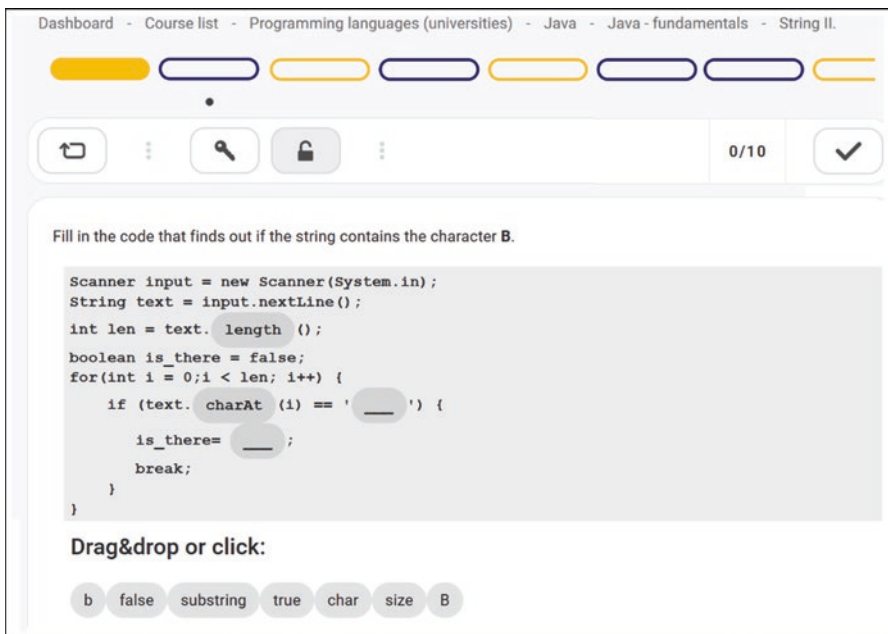 Dashboard - Course list - Programming languages (universities) - Java - Java - fundamentals - String II.
0/10
Fill in the code that finds out if the string contains the character B.
Scanner input = new Scanner(System.in);
String text = input.nextLine();
int len = text. length ();
boolean is_there = false;
for(int i = 0;i < len; i++) {
if (text. charAt (i) == ' ___ ') {
is_there= ___ ;
break;
}
}
Drag&drop or click:
b false substring true char size B